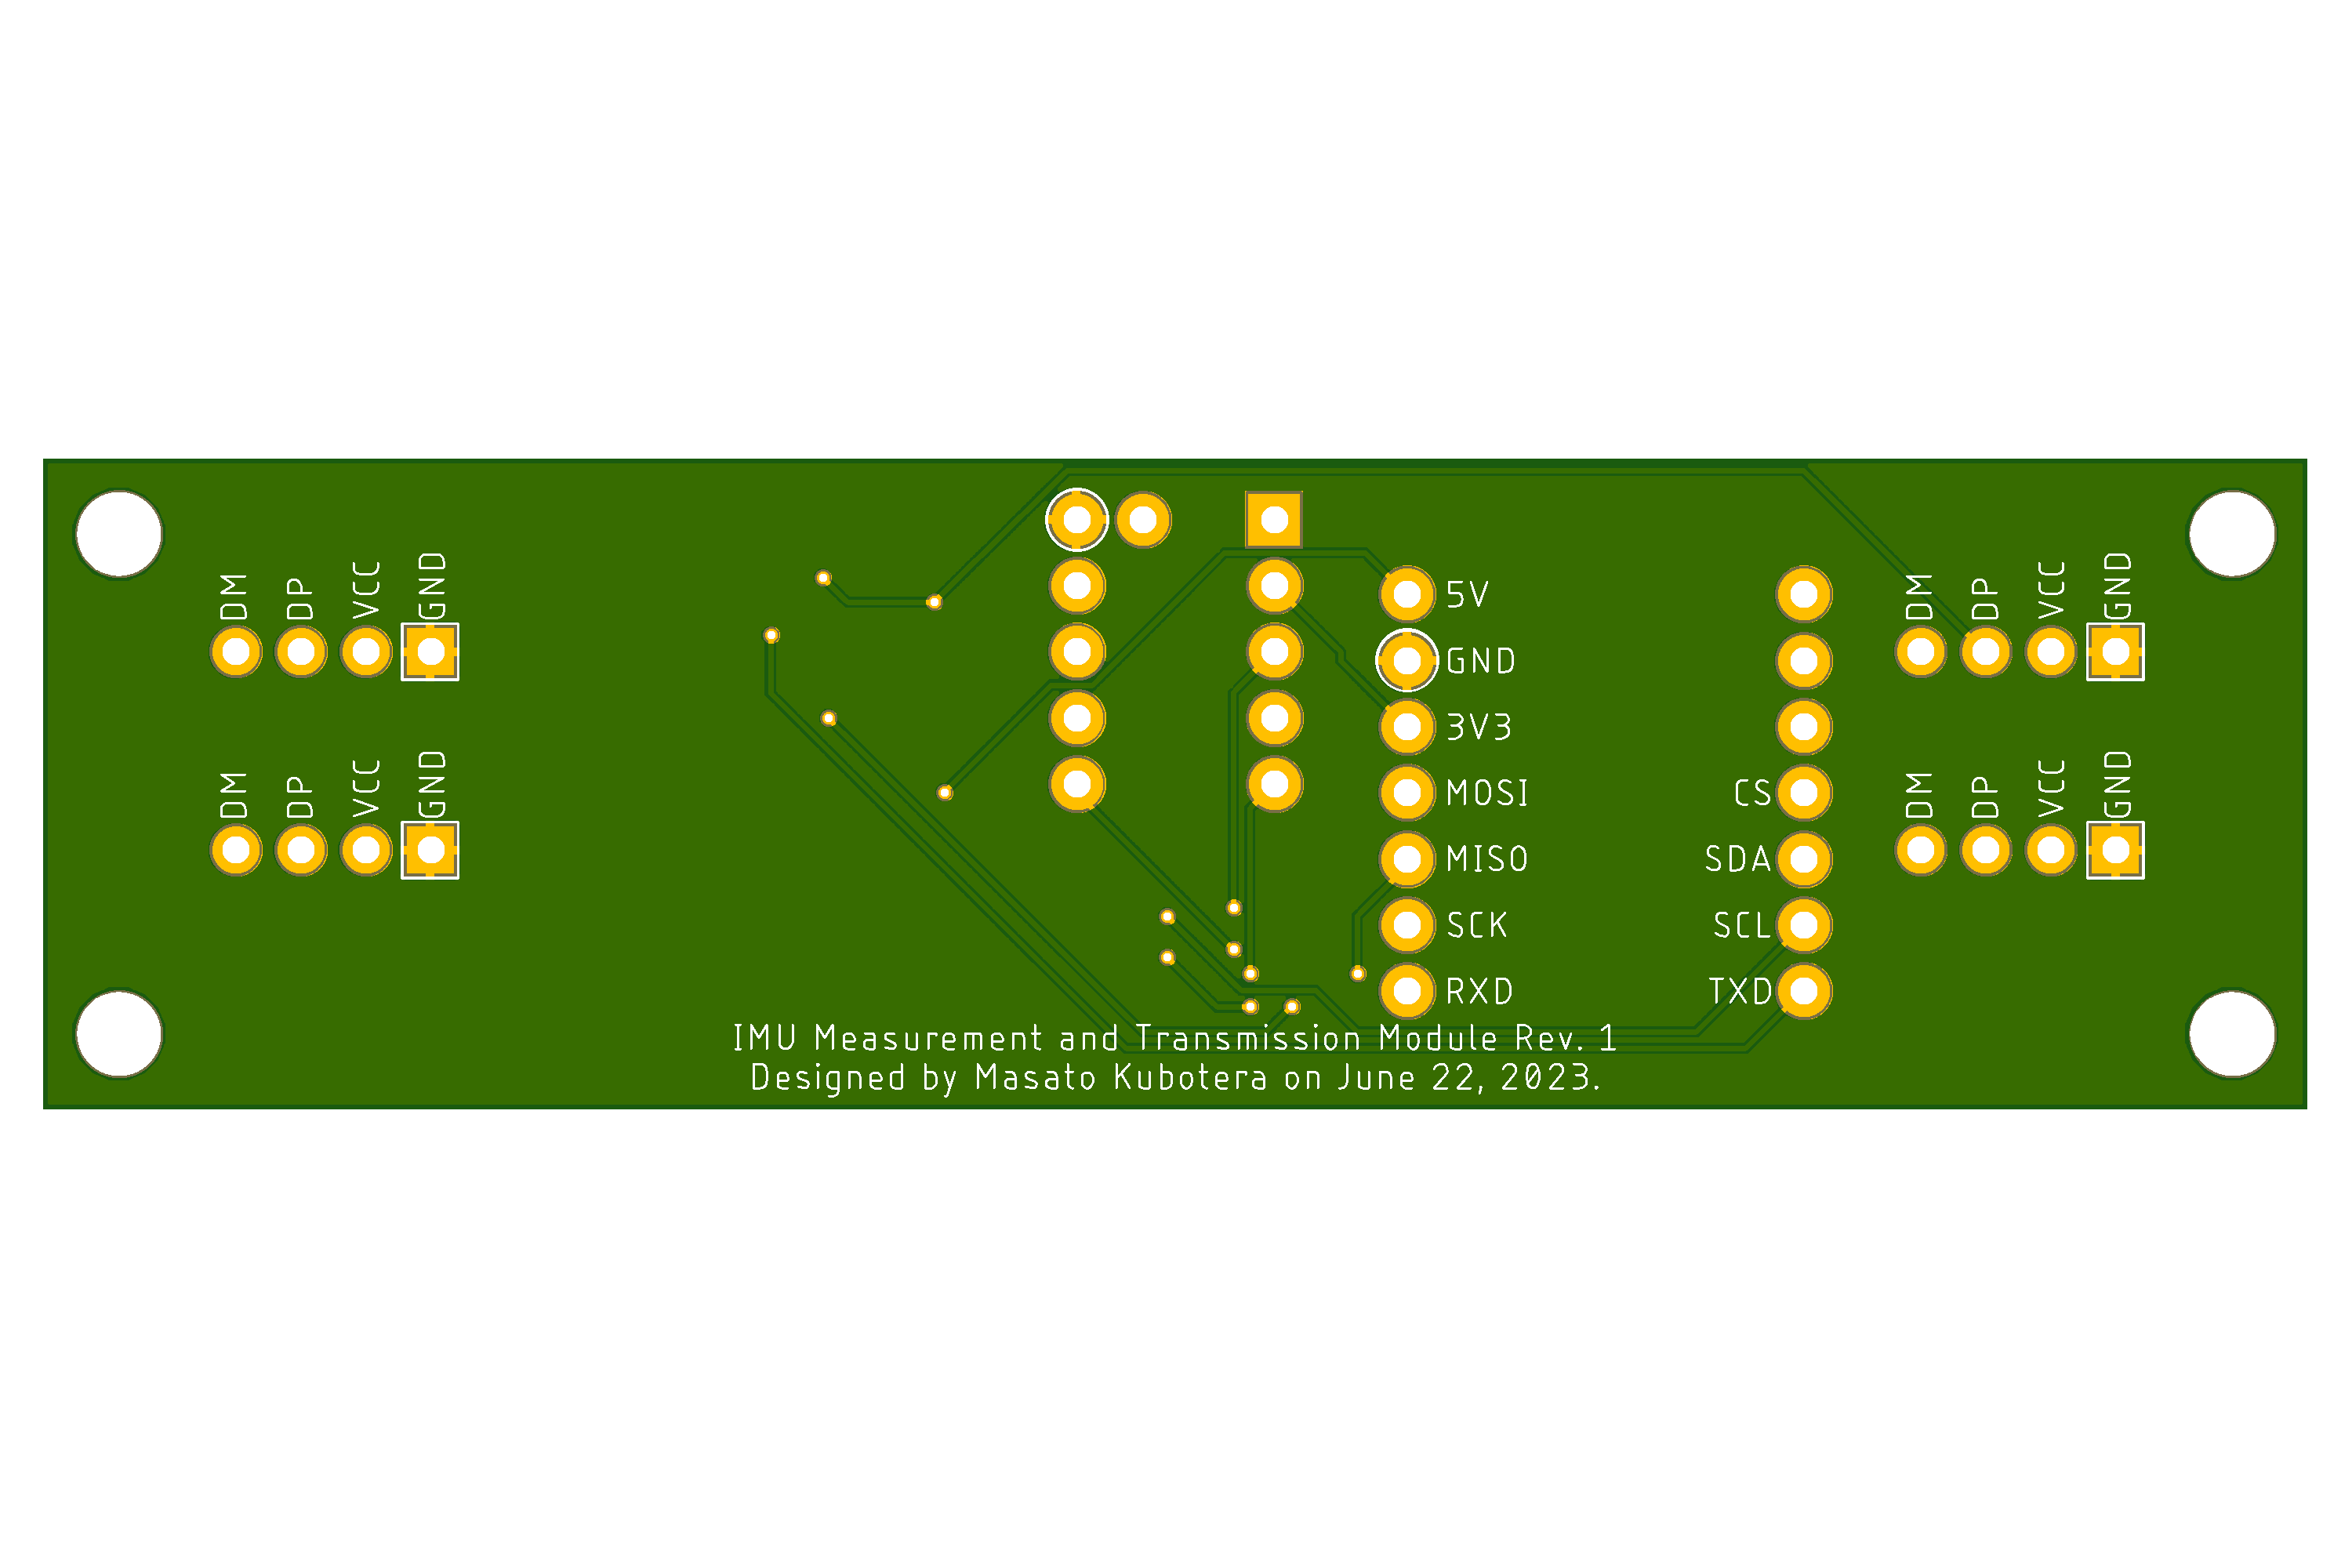 DM
DP
VCC
GND
DM
DP
VCC
GND
5V
GND
3V3
MOSI
MISO
SCK
RXD
CS
SDA
SCL
TXD
DM
DP
VCC
GND
DM
DP
VCC
GND
IMU Measurement and Transmission Module Rev. 1
Designed by Masato Kubotera on June 22, 2023.